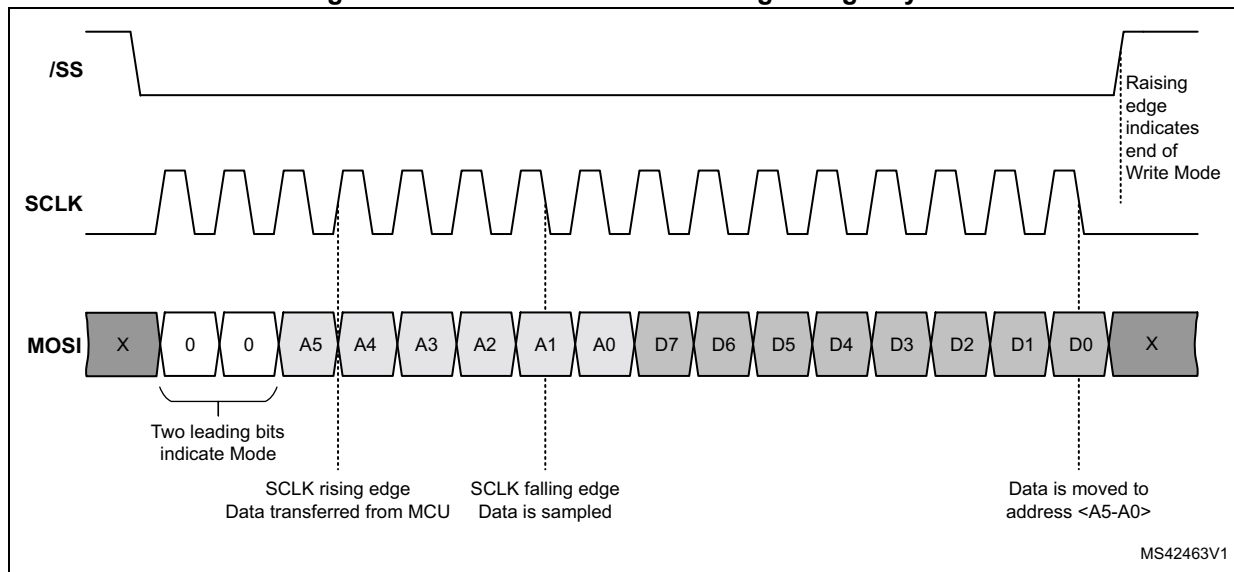 /SS
Raising
edge
indicates
end of
Write Mode
SCLK
MOSI X 0 0 A5 A4 A3 A2 A1 A0 D7 D6 D5 D4 D3 D2 D1 D0 X
Two leading bits
indicate Mode
SCLK rising edge
Data transferred from MCU
SCLK falling edge
Data is sampled
Data is moved to
address <A5-A0>
MS42463V1